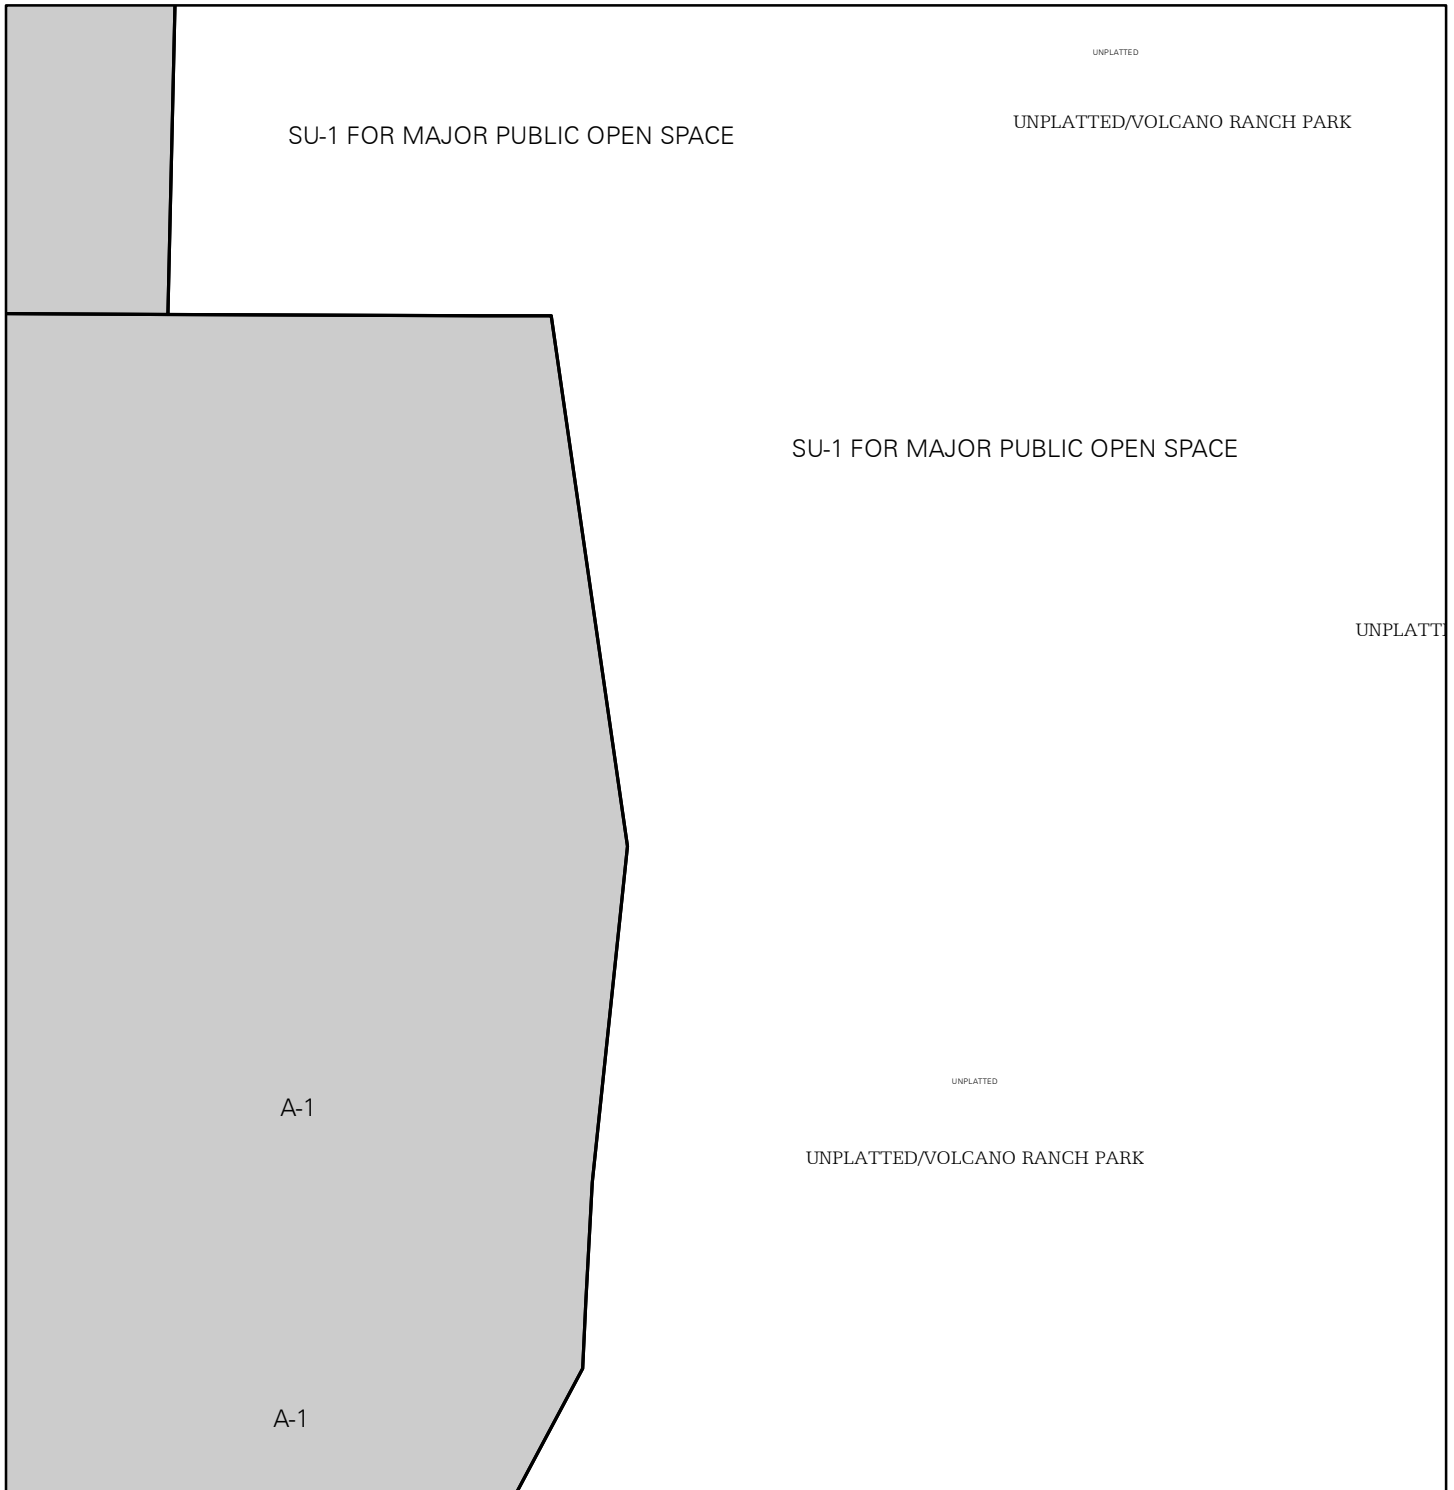 UNPLATTED
UNPLATTED/VOLCANO RANCH PARK
SU-1 FOR MAJOR PUBLIC OPEN SPACE
SU-1 FOR MAJOR PUBLIC OPEN SPACE
UNPLATT
UNPLATTED
A-1
UNPLATTED/VOLCANO RANCH PARK
A-1